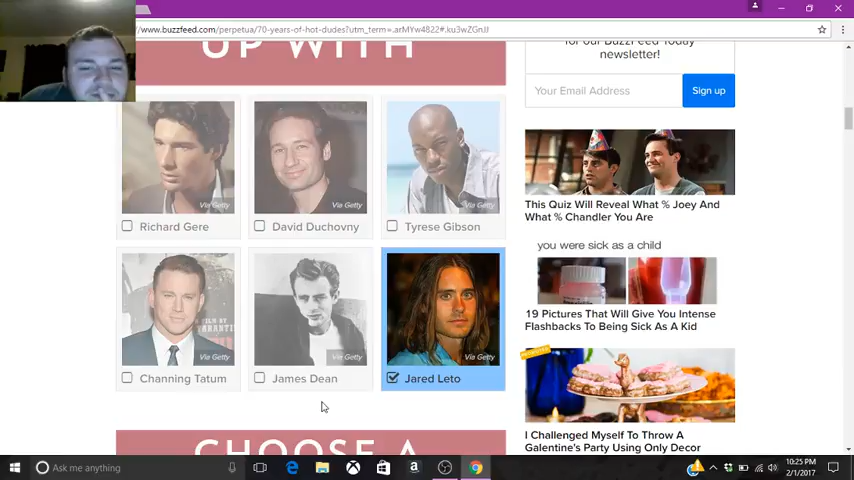 www.buzzfeed.com/perpetua/70-years-of-hot-dudes?utm_term=.arMYw4822#.ku3wZGnJJ
UP WITH
Via Getty
Via Getty
Via Getty
Richard Gere
David Duchovny
Tyrese Gibson
Via Getty
Via Getty
Via Getty
Channing Tatum
James Dean
Jared Leto
CHOOSE A
for our BuzzFeed Today
newsletter!
Your Email Address
Sign up
This Quiz Will Reveal What % Joey And
What % Chandler You Are
you were sick as a child
19 Pictures That Will Give You Intense
Flashbacks To Being Sick As A Kid
I Challenged Myself To Throw A
Galentine's Party Using Only Decor
Ask me anything
10:25 PM
2/1/2017